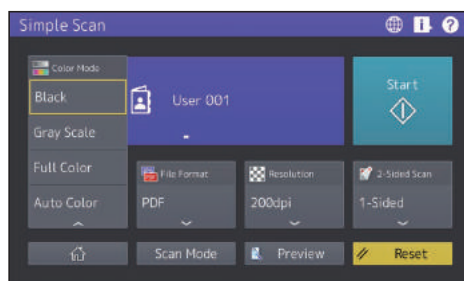 Simple Scan
Color Mode
Black
Gray Scale
Full Color
Auto Color
User 001
Start
File Format
PDF
Resolution
200dpi
2-Sided Scan
1-Sided
Scan Mode
Preview
Reset